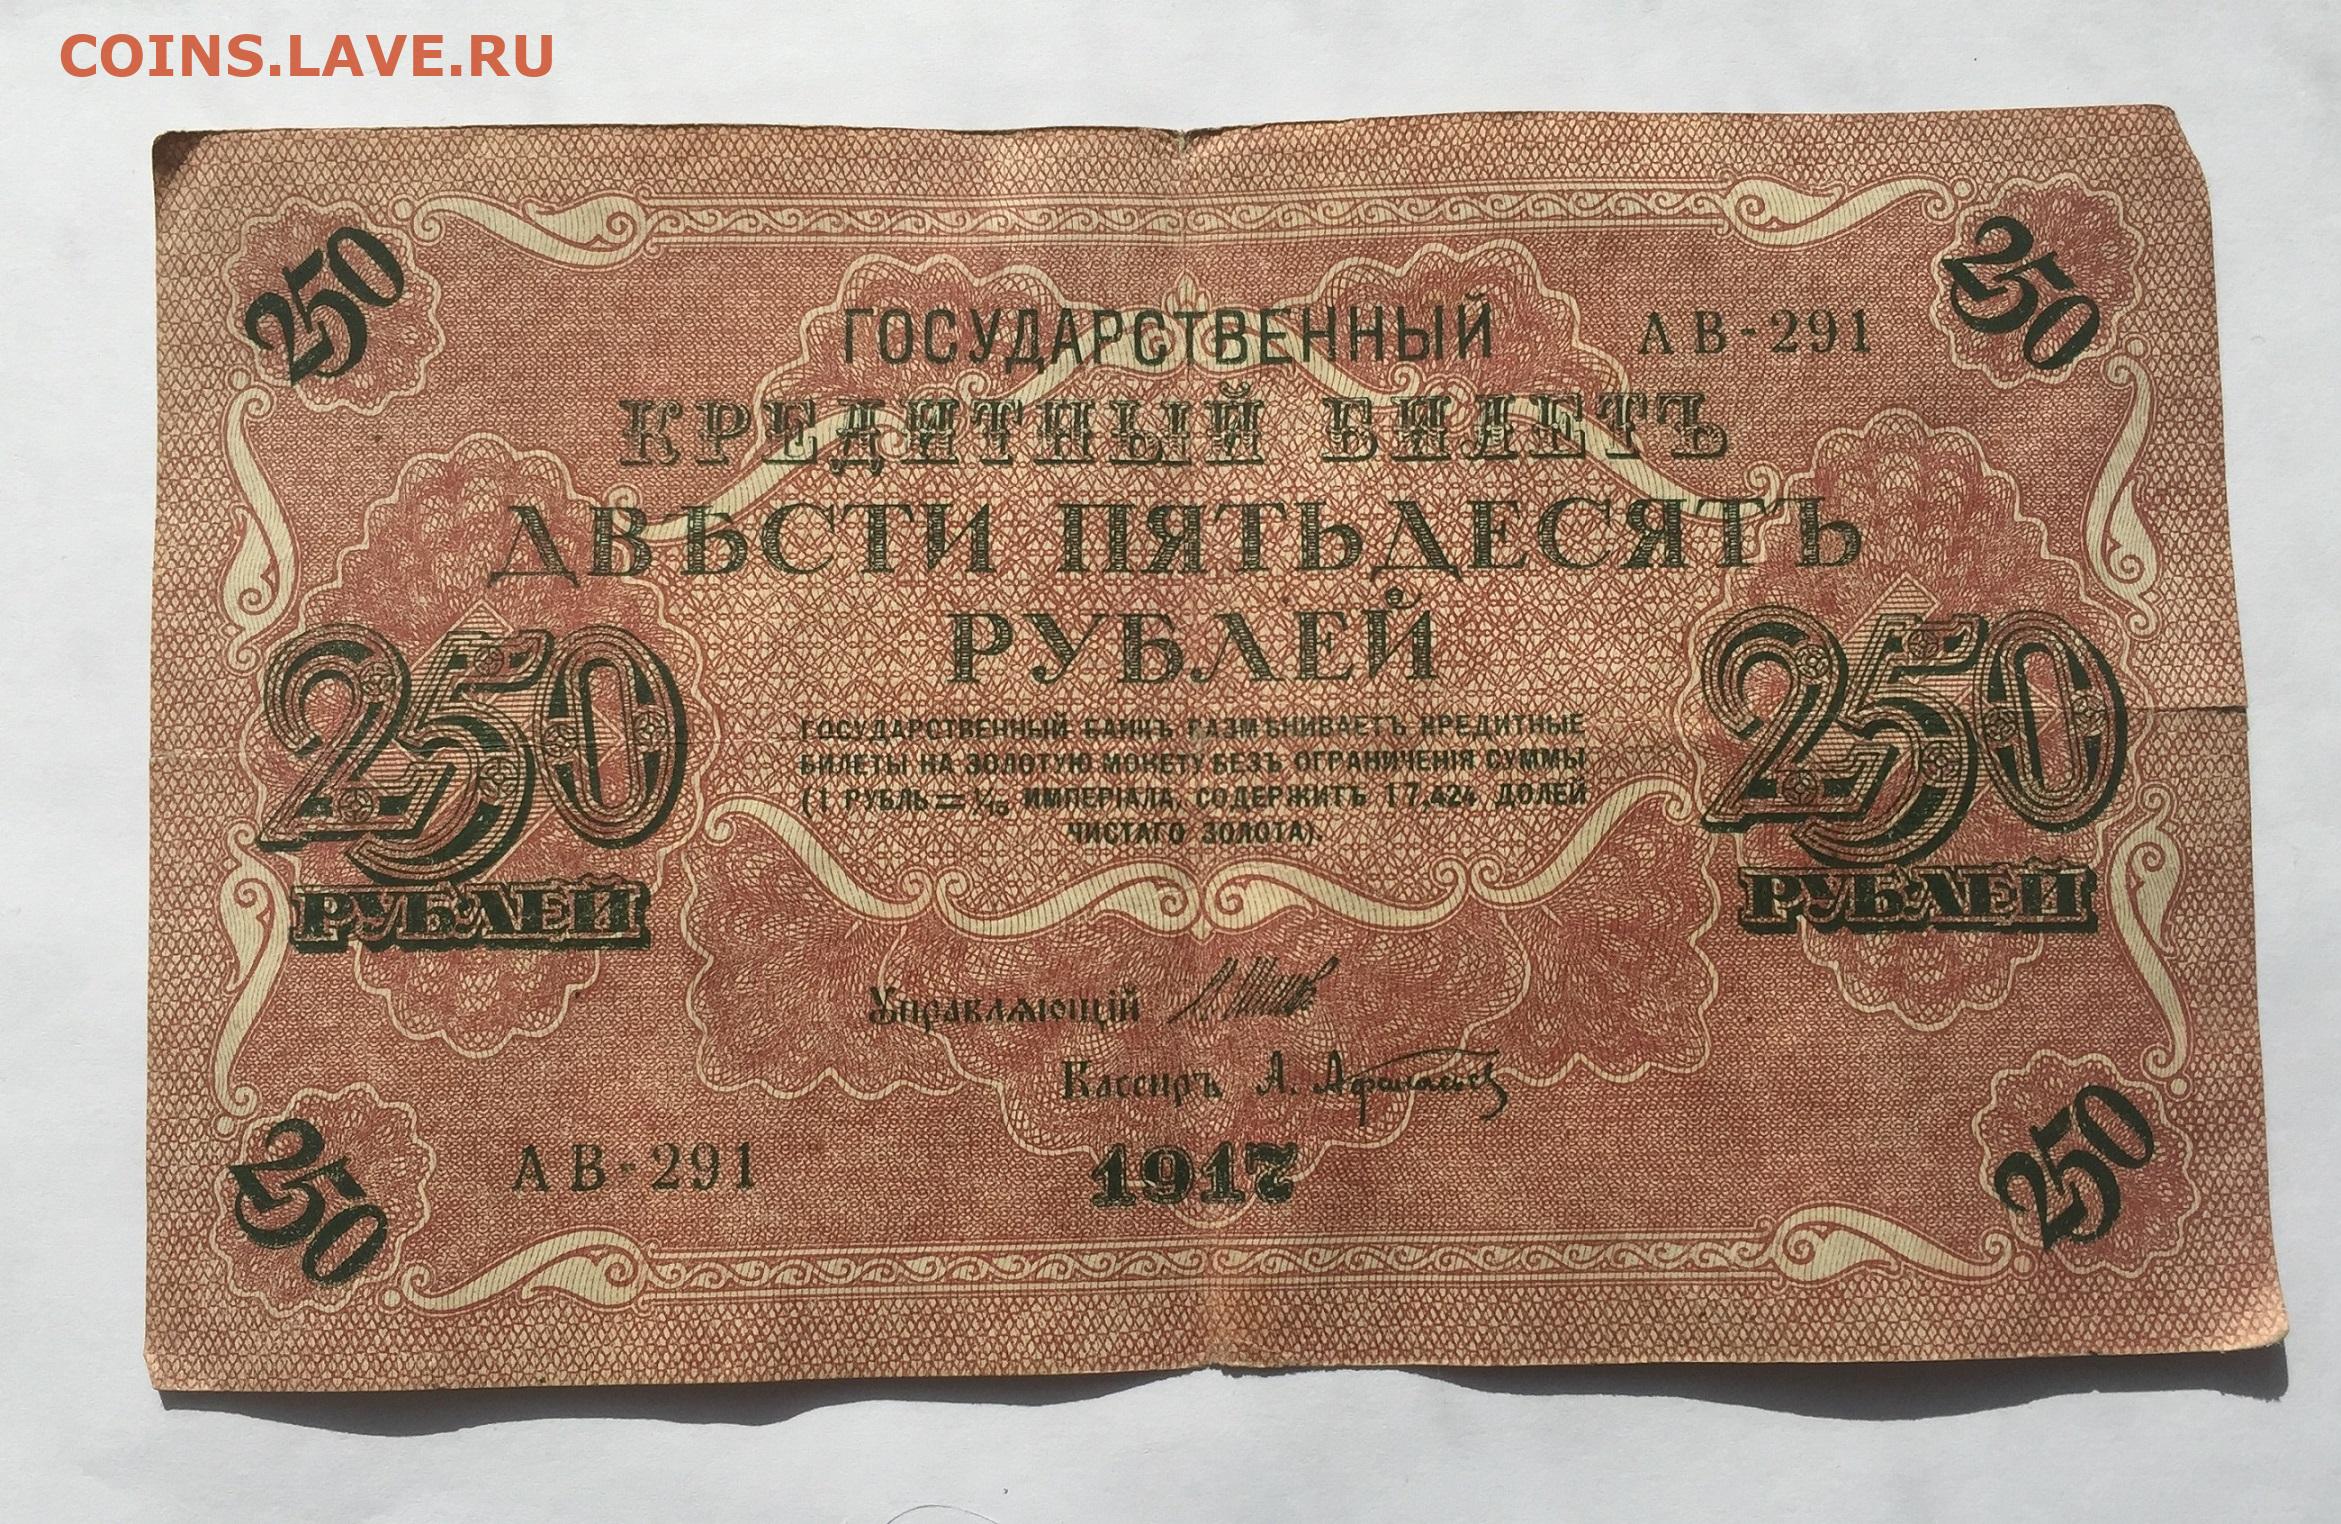 COINS.LAVE.RU
250
250
ГОСУДАРСТВЕННЫЙ
АВ-291
КРЕДИТНЫЙ БИЛЕТЪ
ДВѢСТИ ПЯТЬДЕСЯТЪ
РУБЛЕЙ
250
РУБЛЕЙ
250
РУБЛЕЙ
ГОСУДАРСТВЕННЫЙ БАНКЪ РАЗМѢНИВАЕТЪ КРЕДИТНЫЕ
БИЛЕТЫ НА ЗОЛОТУЮ МОНЕТУ БЕЗЪ ОГРАНИЧЕНІЯ СУММЫ
(1 РУБЛЬ = 1/15 ИМПЕРІАЛА, СОДЕРЖИТЪ 17,424 ДОЛЕЙ
ЧИСТАГО ЗОЛОТА).
Управляющій И. Шипов
Кассиръ А. Афанасьев
АВ-291
1917
250
250